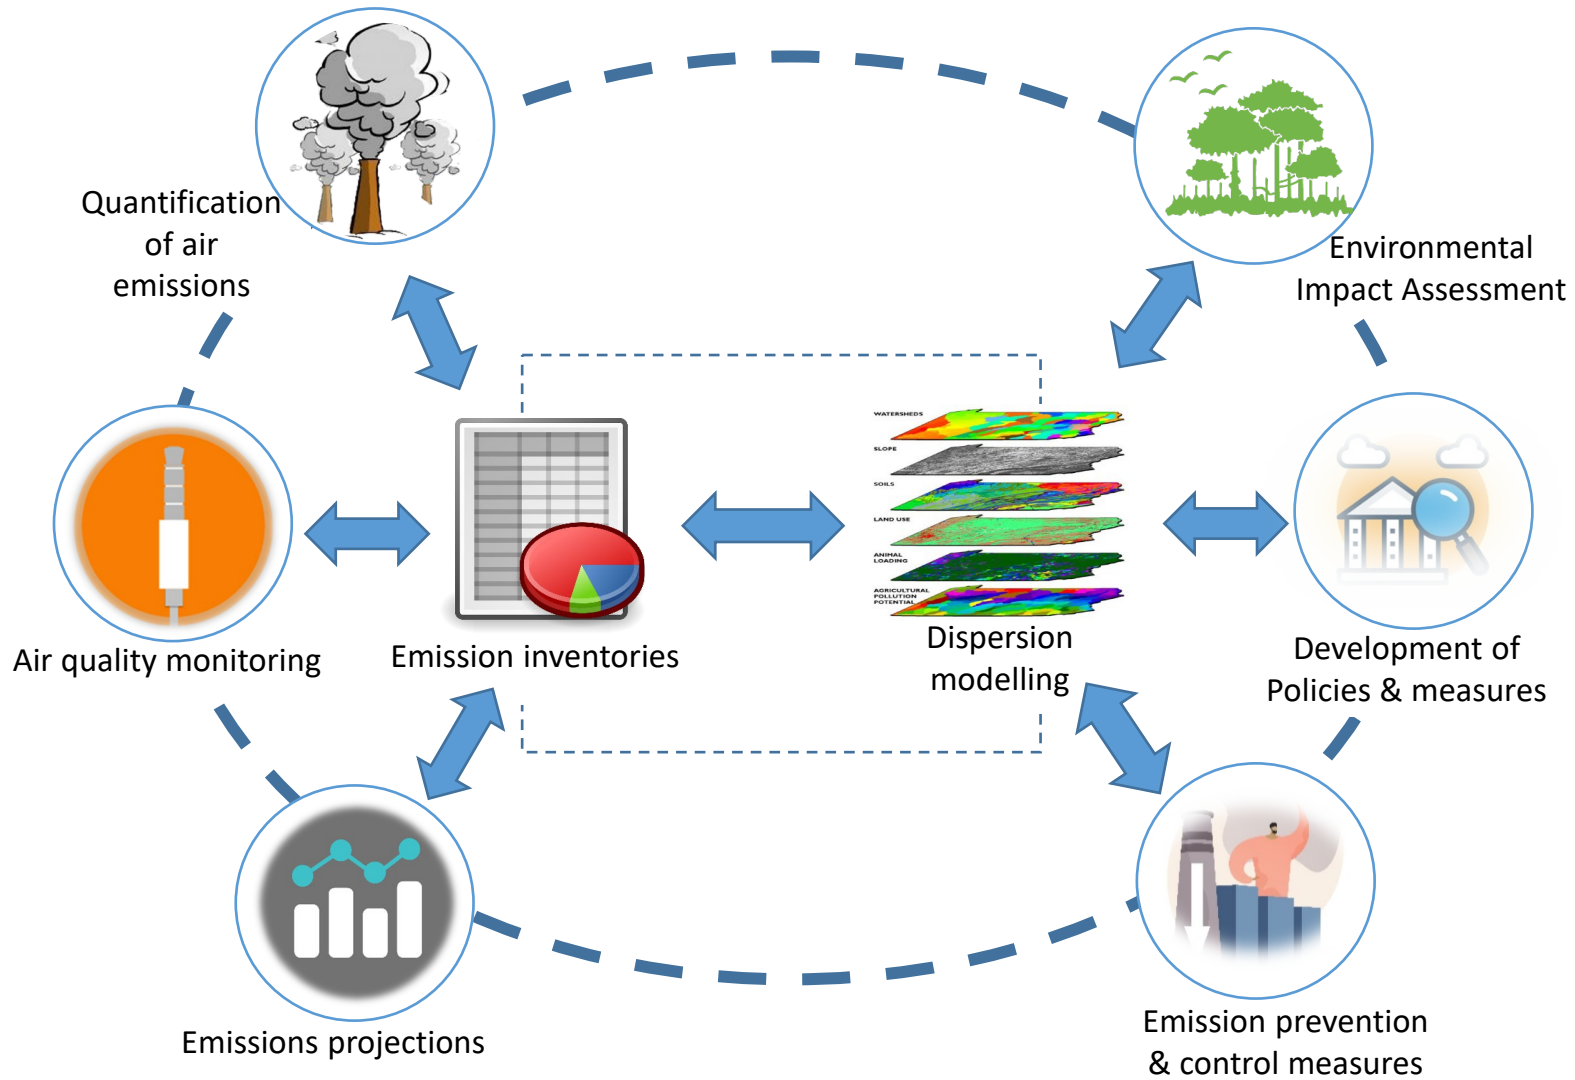 Quantification
of air
emissions
Environmental
Impact Assessment
WATERSHEDS
SLOPE
SOILS
LAND USE
ANIMAL
LOADING
AGRICULTURAL
POLLUTION
POTENTIAL
Air quality monitoring
Emission inventories
Dispersion
modelling
Development of
Policies & measures
Emissions projections
Emission prevention
& control measures